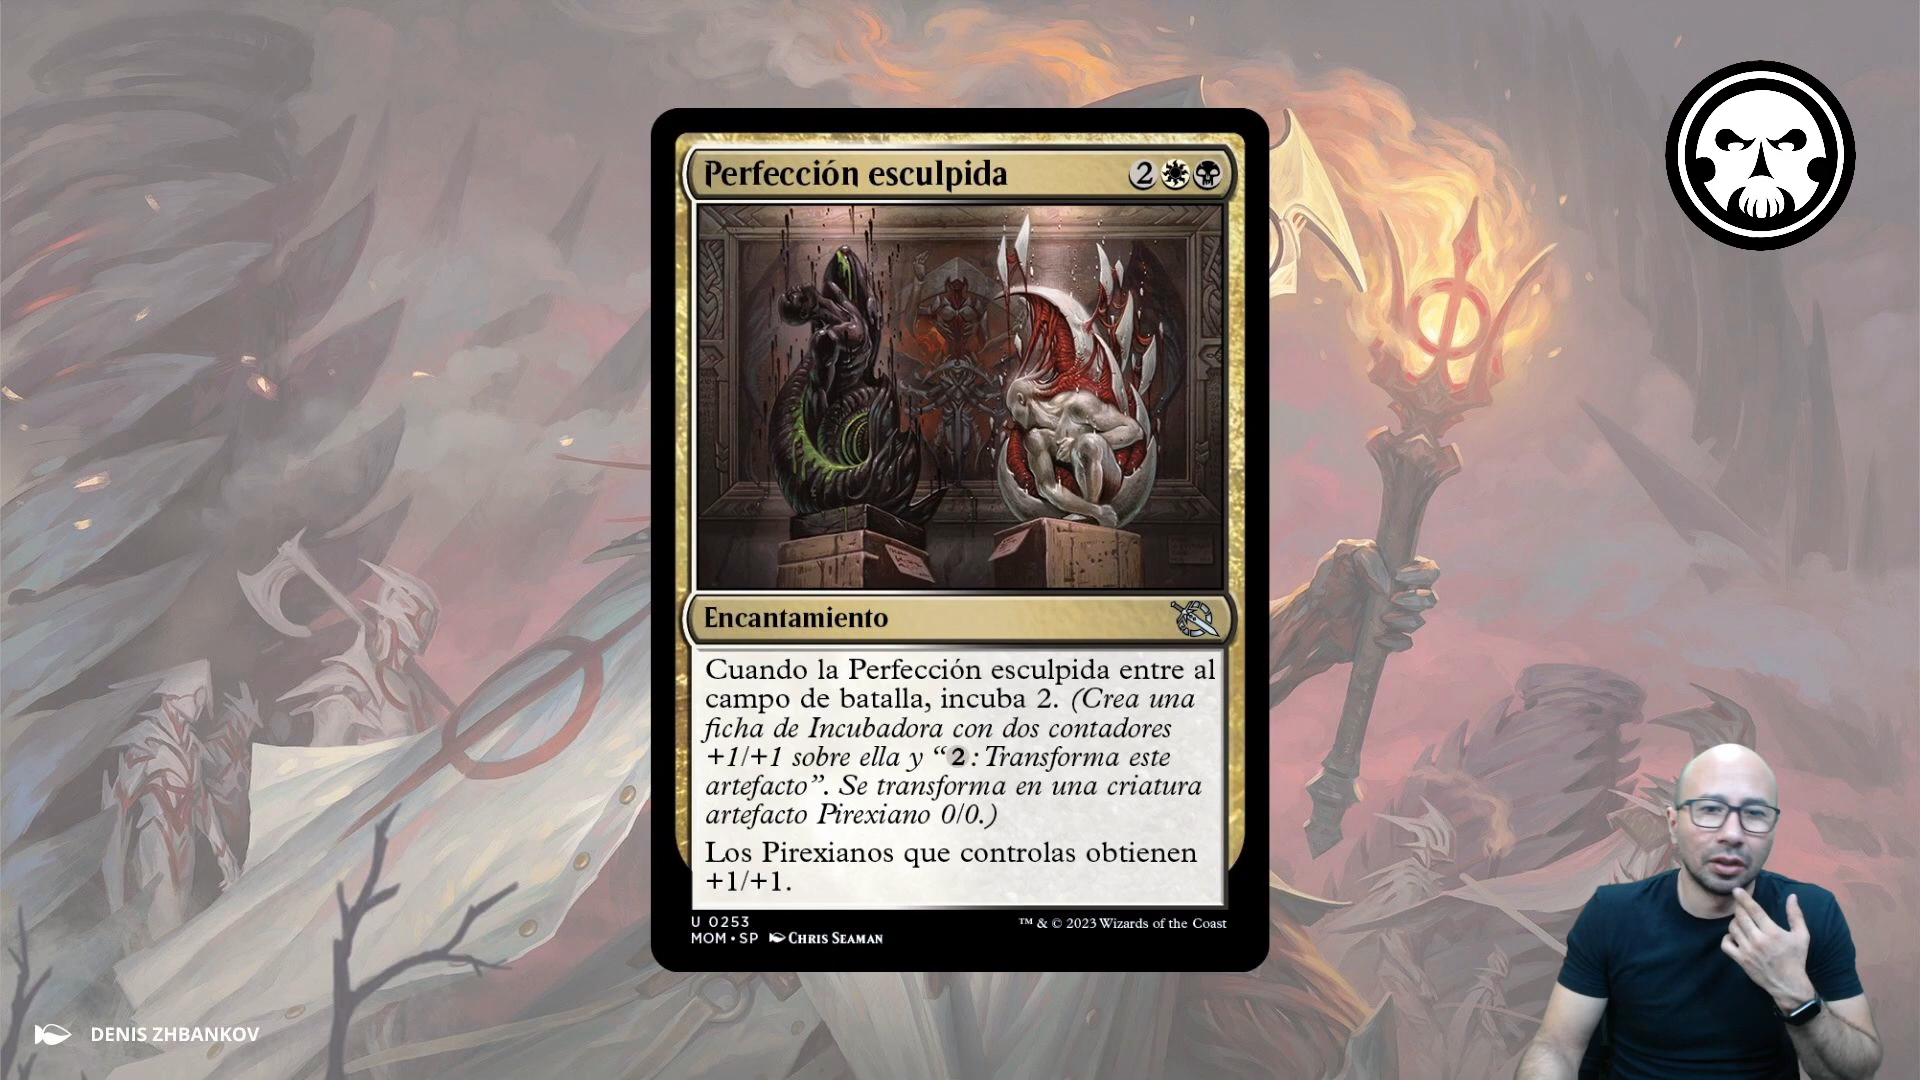 Perfección esculpida 2
Encantamiento
Cuando la Perfección esculpida entre al
campo de batalla, incuba 2. (Crea una
ficha de Incubadora con dos contadores
+1/+1 sobre ella y “2: Transforma este
artefacto”. Se transforma en una criatura
artefacto Pirexiano 0/0.)
Los Pirexianos que controlas obtienen
+1/+1.
U 0253
MOM • SP CHRIS SEAMAN
™ & © 2023 Wizards of the Coast
DENIS ZHBANKOV